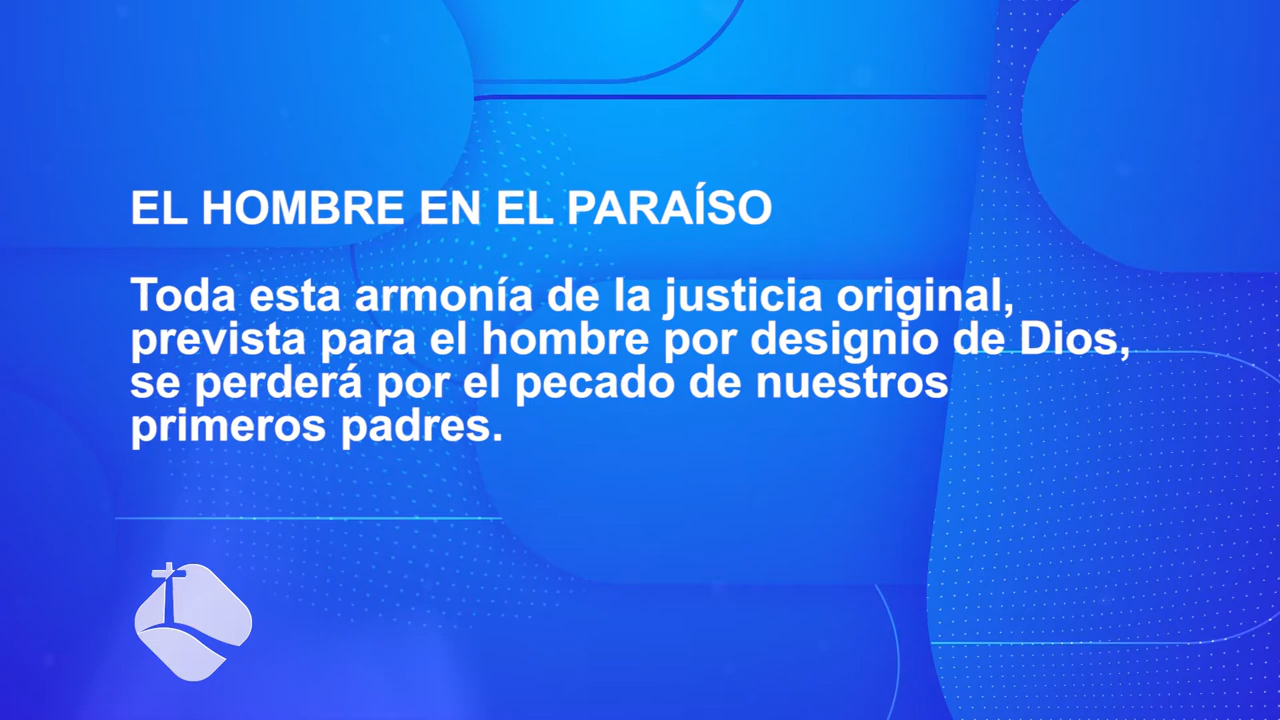 EL HOMBRE EN EL PARAÍSO
Toda esta armonía de la justicia original,
prevista para el hombre por designio de Dios,
se perderá por el pecado de nuestros
primeros padres.